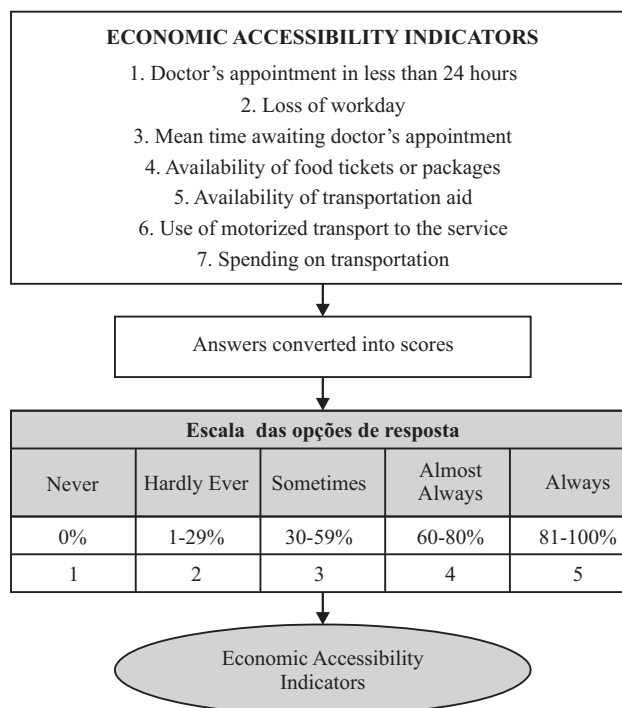 ECONOMIC ACCESSIBILITY INDICATORS
1. Doctor's appointment in less than 24 hours
2. Loss of workday
3. Mean time awaiting doctor's appointment
4. Availability of food tickets or packages
5. Availability of transportation aid
6. Use of motorized transport to the service
7. Spending on transportation
Answers converted into scores
Escala das opções de resposta
Never Hardly Ever Sometimes Almost Always Always
0% 1-29% 30-59% 60-80% 81-100%
1 2 3 4 5
Economic Accessibility
Indicators